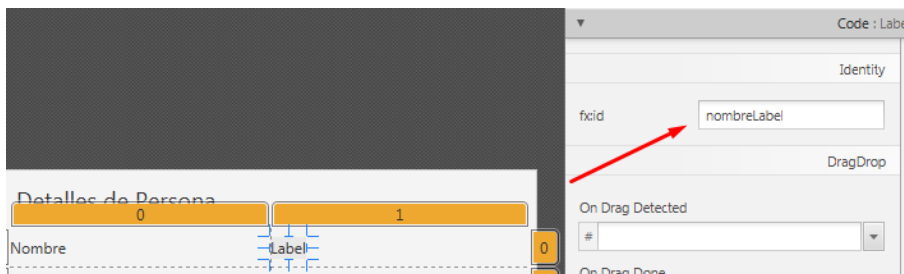 Code : Labe
Identity
fx:id
nombreLabel
DragDrop
On Drag Detected
#
On Drag Done
Detalles de Persona
0
1
Nombre
Label
0